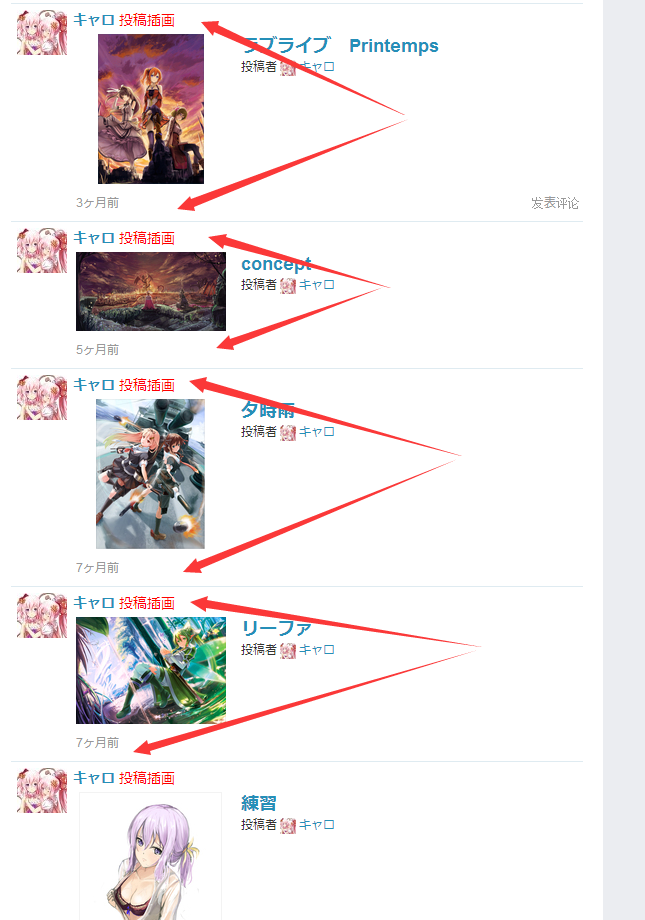 キャロ 投稿插画
ラブライブ　Printemps
投稿者 キャロ
3ヶ月前
发表评论
キャロ 投稿插画
concept
投稿者 キャロ
5ヶ月前
キャロ 投稿插画
夕時雨
投稿者 キャロ
7ヶ月前
キャロ 投稿插画
リーファ
投稿者 キャロ
7ヶ月前
キャロ 投稿插画
練習
投稿者 キャロ